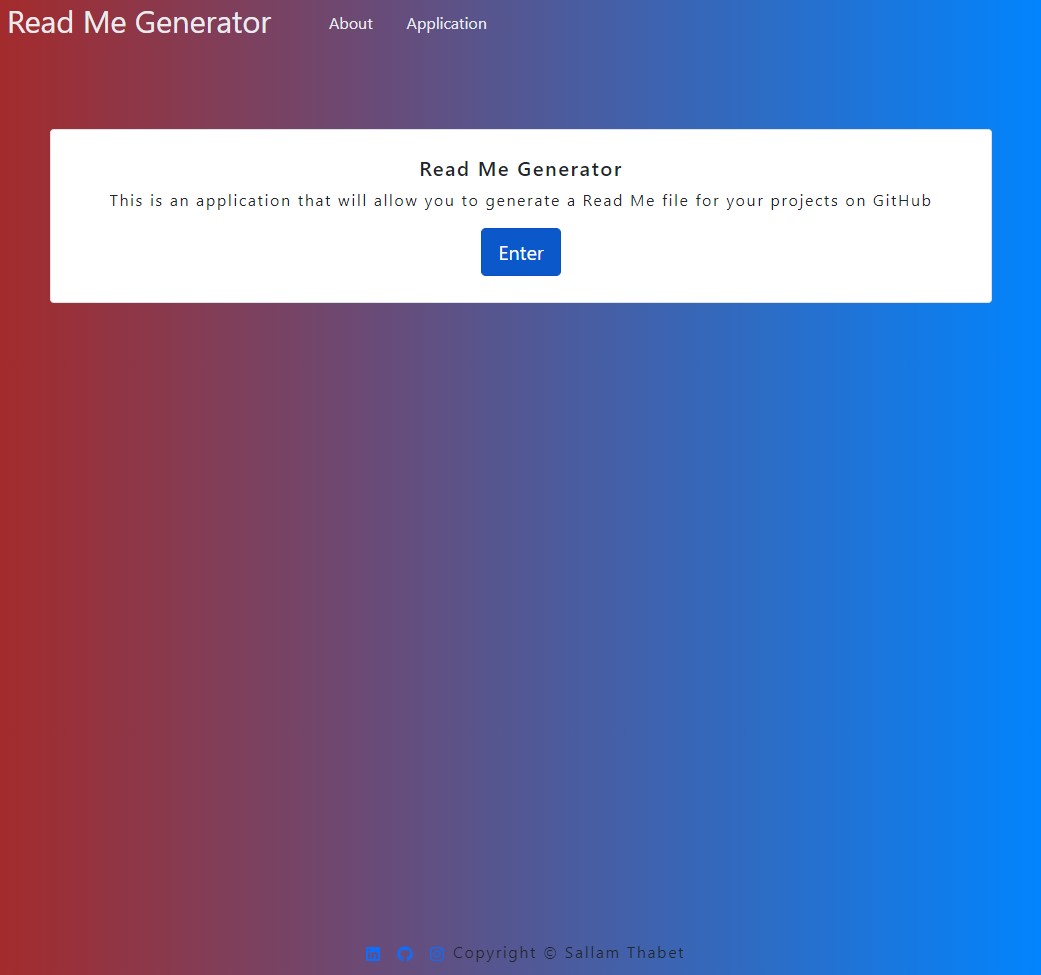 Read Me Generator About Application
Read Me Generator
This is an application that will allow you to generate a Read Me file for your projects on GitHub
Enter
Copyright © Sallam Thabet